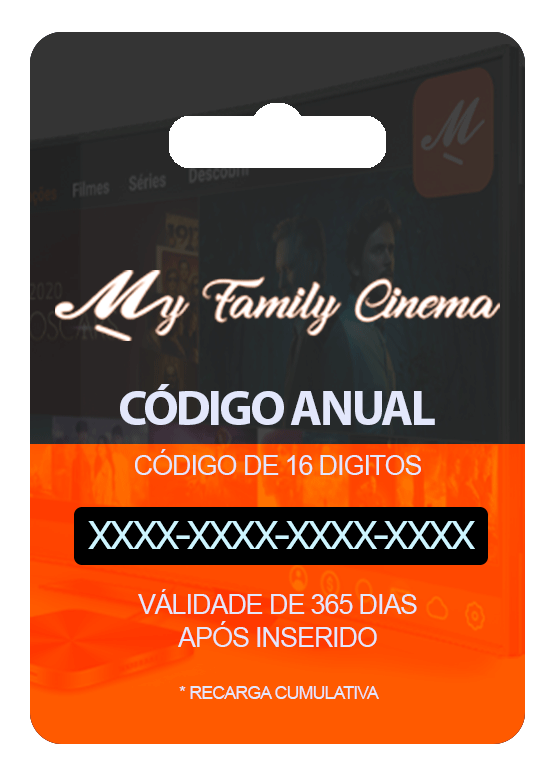 Filmes Séries Descobrir
My Family Cinema
CÓDIGO ANUAL
CÓDIGO DE 16 DIGITOS
XXXX-XXXX-XXXX-XXXX
VÁLIDADE DE 365 DIAS
APÓS INSERIDO
* RECARGA CUMULATIVA